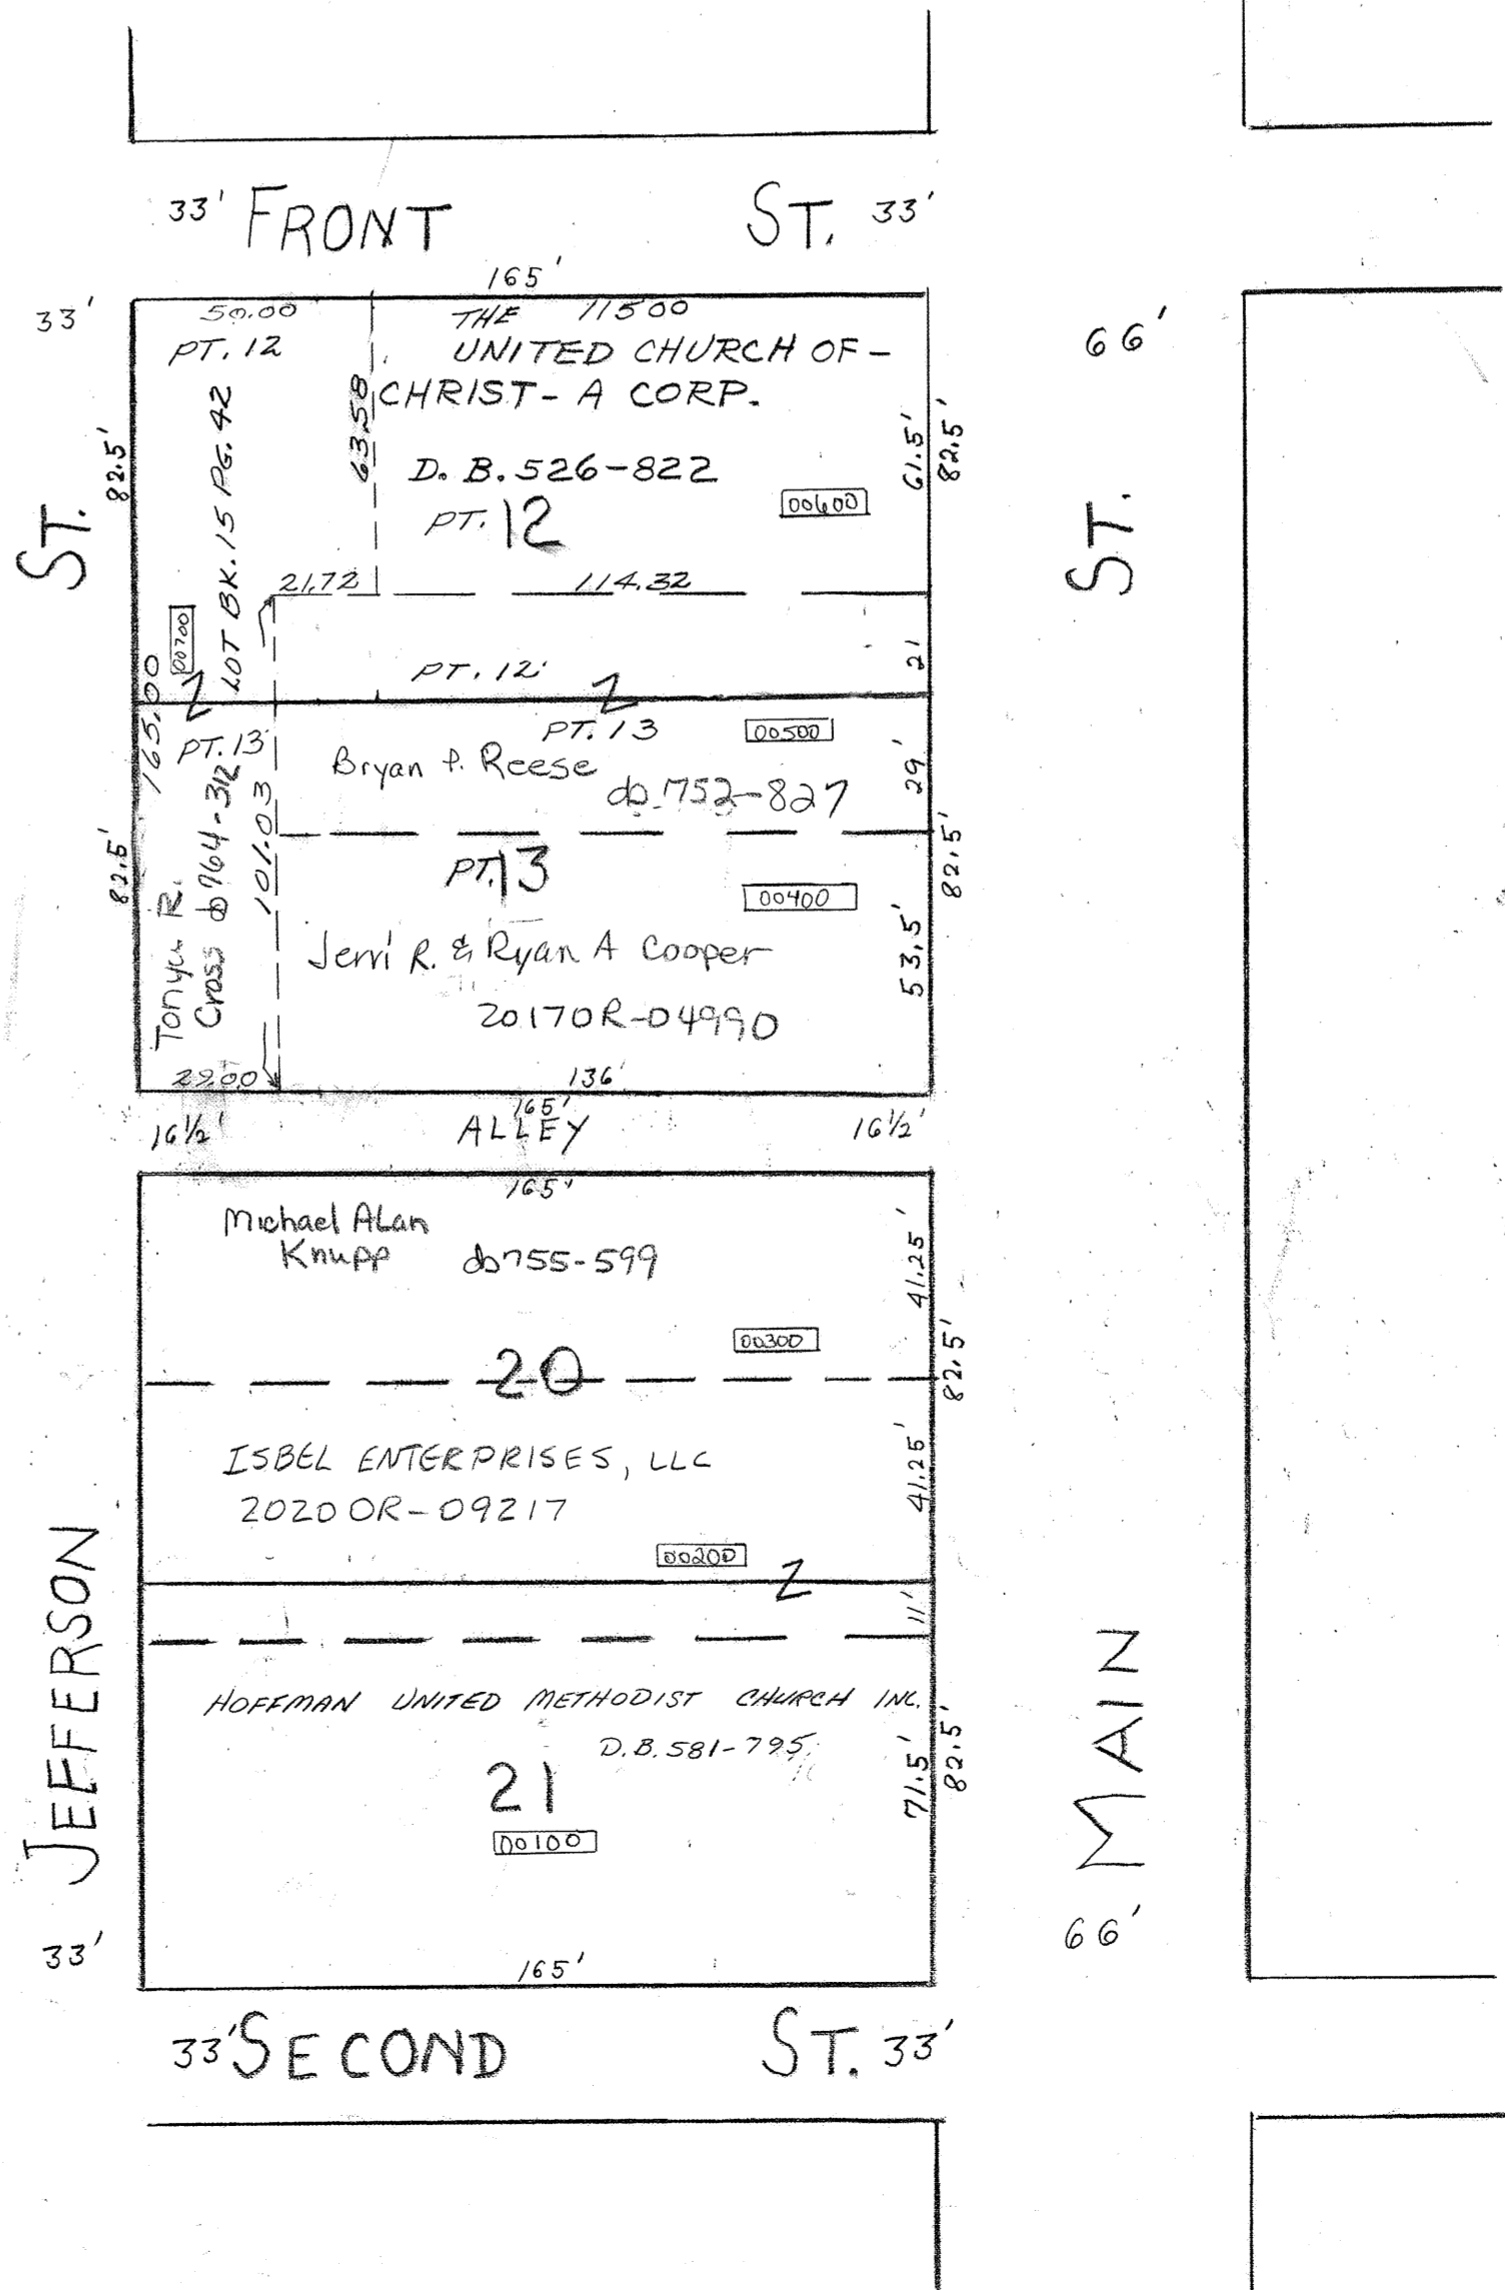 33' FRONT ST. 33'
165'
33'
50.00
PT. 12
THE 115.00
UNITED CHURCH OF -
CHRIST - A CORP.
66'
82.5'
LOT BK. 15 PG. 42
63.58
D. B. 526-822
61.5'
82.5'
PT. 12
00600
ST.
ST.
21.72
114.32
00700
PT. 12
21
165.00
Z
Z
PT. 13
PT. 13
00500
Bryan P. Reese
db 752-827
29'
101.03
82.5'
PT. 13
00400
82.5'
Tonya R.
Cross db 764-312
Jerri R. & Ryan A Cooper
2017OR-04990
53.5'
29.00
136'
165'
16½' ALLEY 16½'
165'
Michael Alan
Knupp db 755-599
41.25'
00300
82.5'
20
ISBEL ENTERPRISES, LLC
2020 OR-09217
41.25'
00200
Z
11'
JEFFERSON
MAIN
HOFFMAN UNITED METHODIST CHURCH INC.
D.B. 581-795
71.5'
82.5'
21
00100
33'
66'
165'
33' SECOND ST. 33'